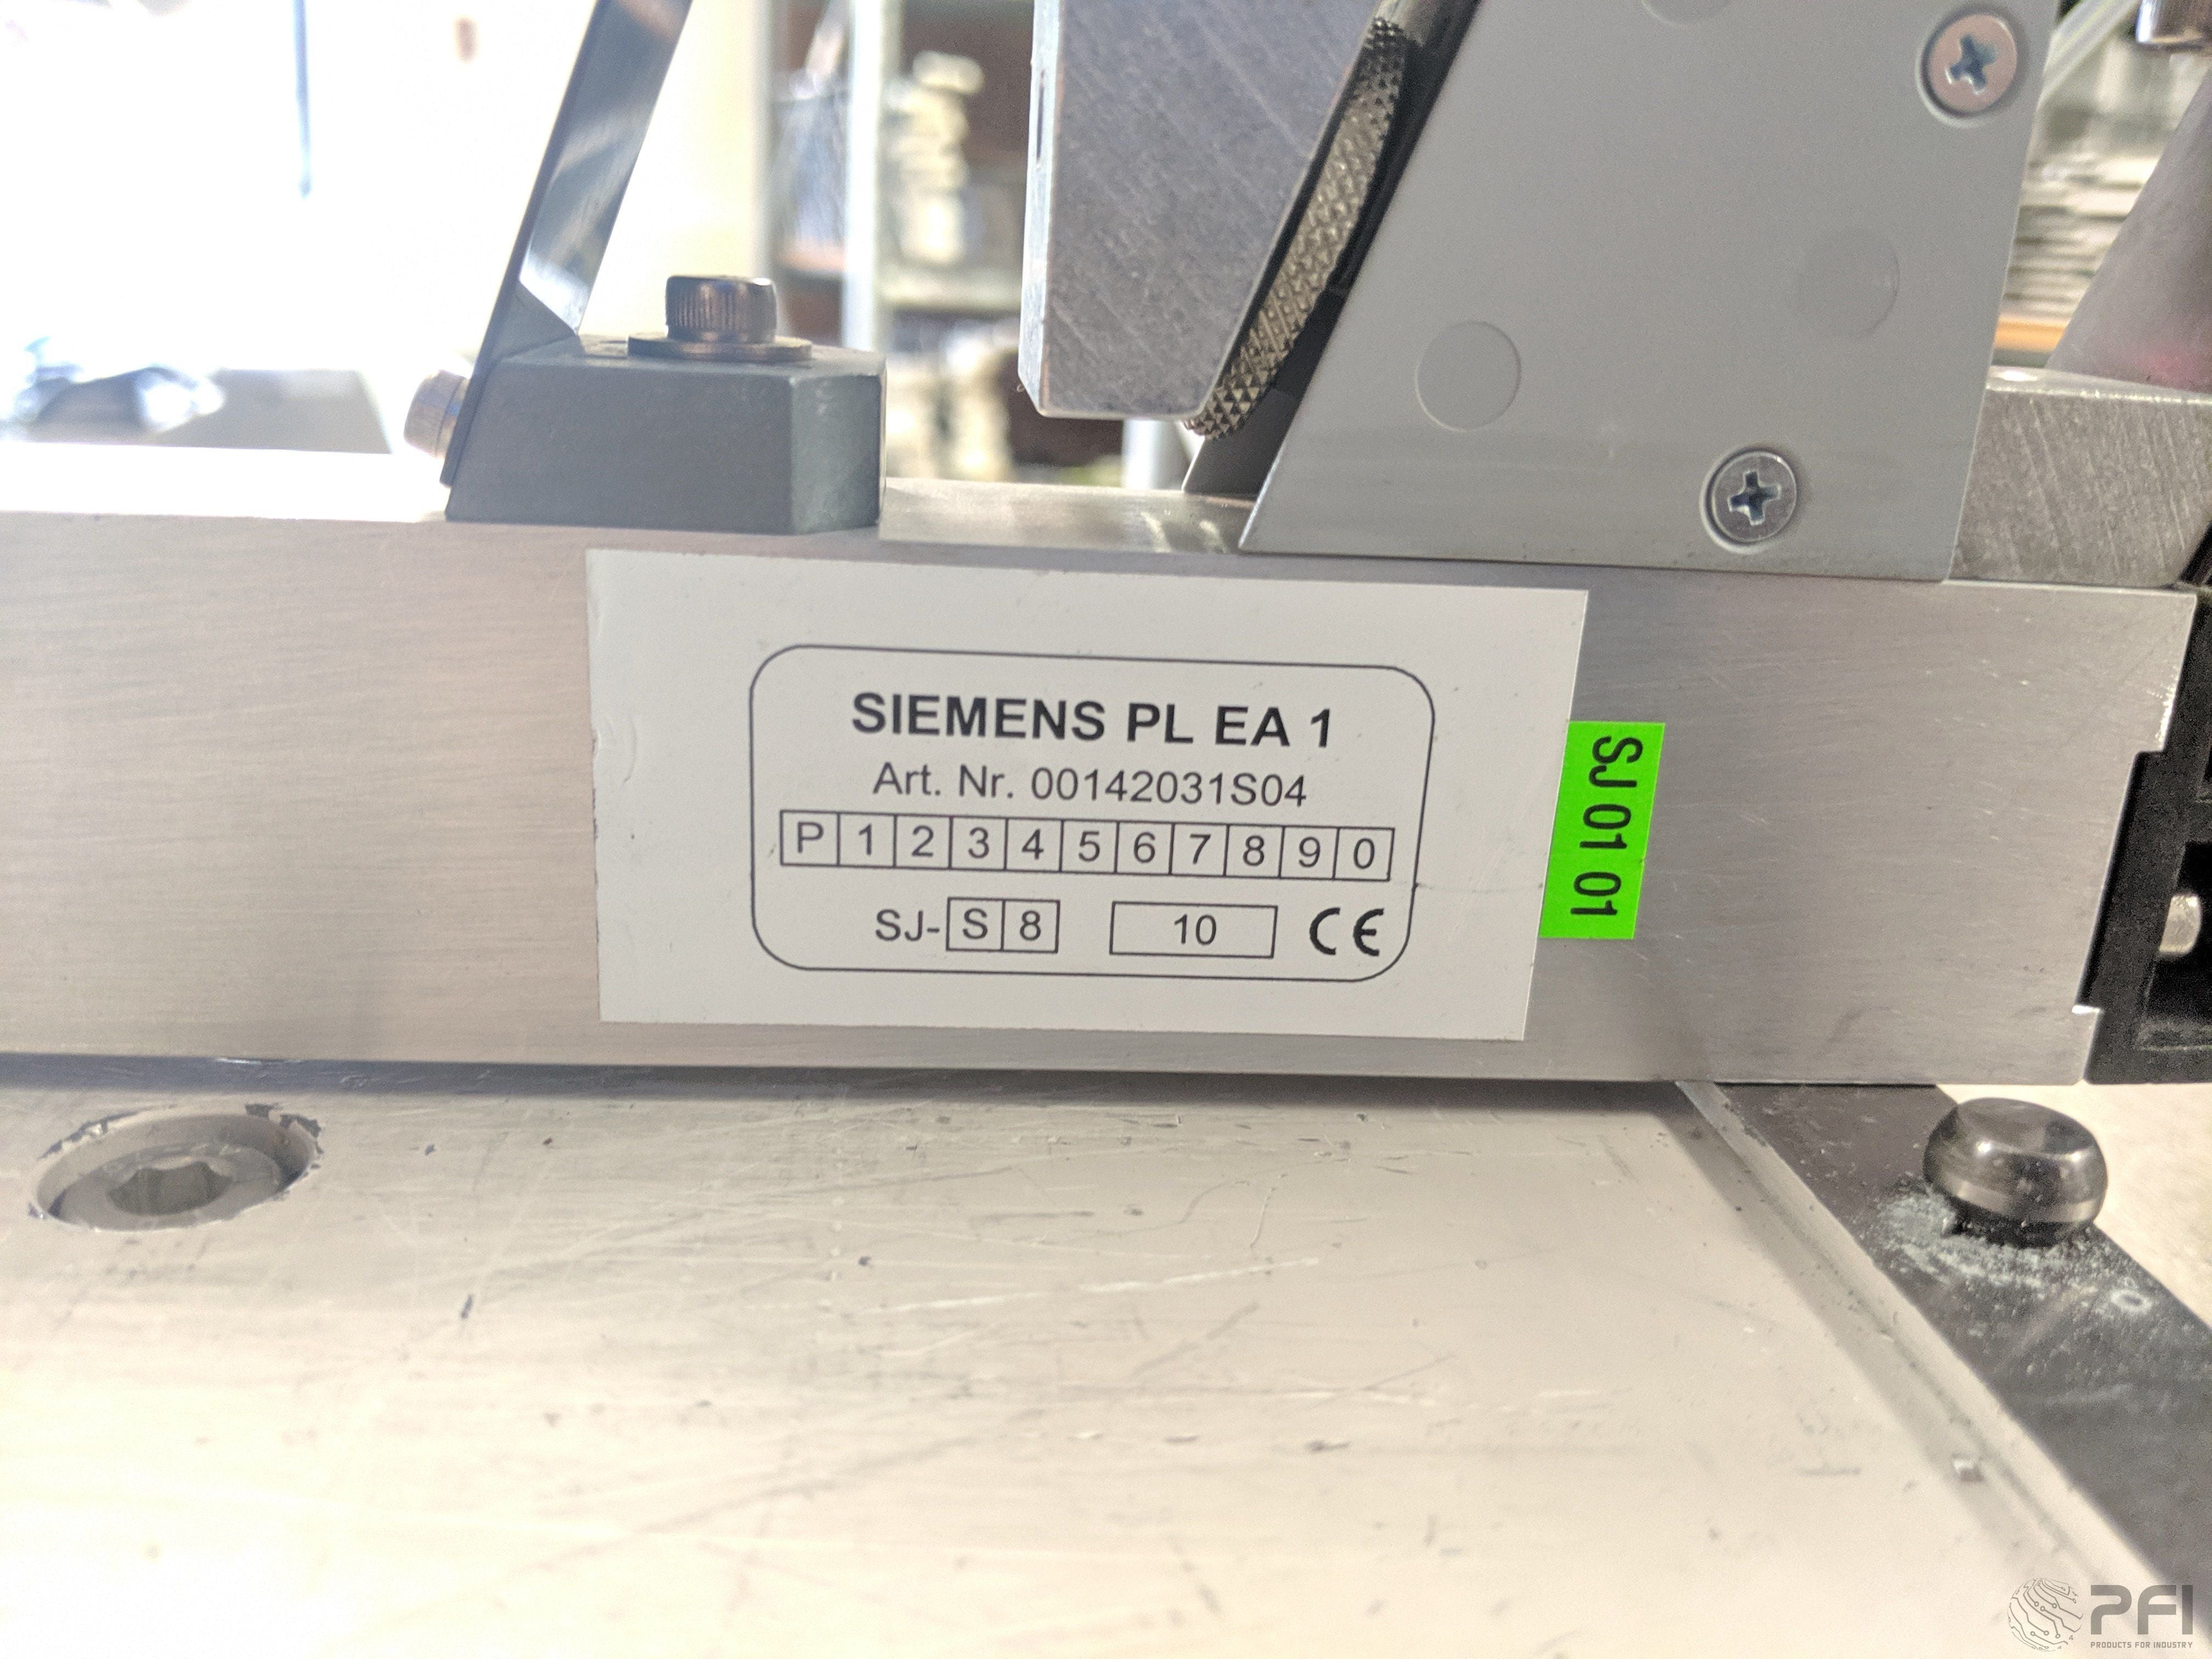 SIEMENS PL EA 1
Art. Nr. 00142031S04
P 1 2 3 4 5 6 7 8 9 0
SJ-S8 10 CE
SJ 01 01
PFI
PRODUCTS FOR INDUSTRY